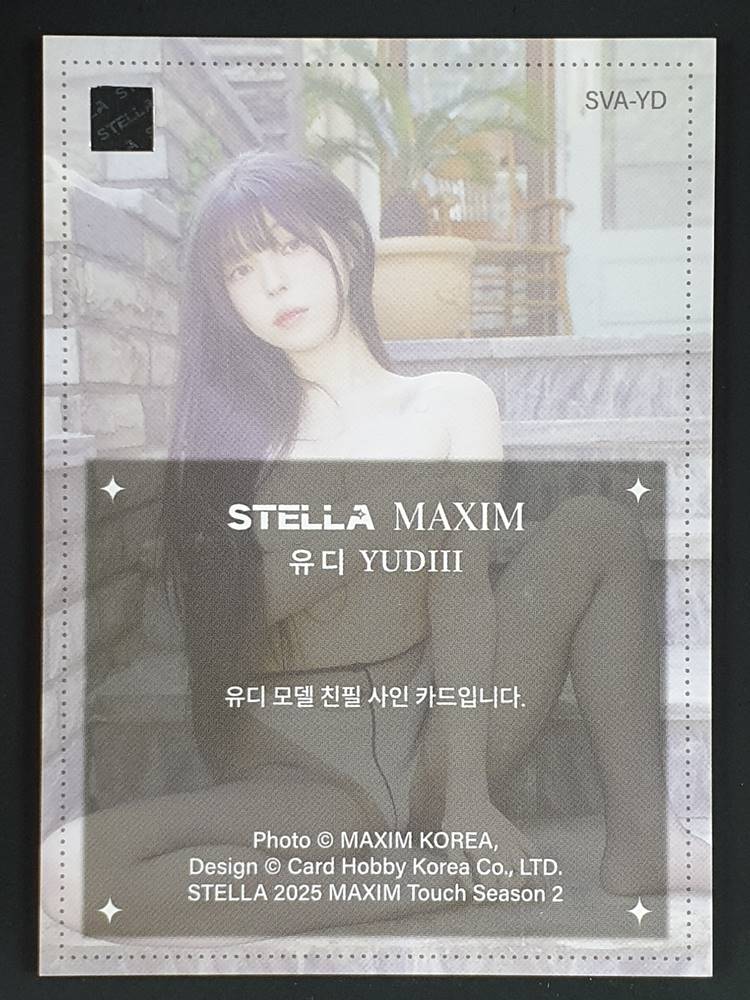 STELLA
SVA-YD
STELLA MAXIM
유디 YUDIII
유디 모델 친필 사인 카드입니다.
Photo © MAXIM KOREA,
Design © Card Hobby Korea Co., LTD.
STELLA 2025 MAXIM Touch Season 2